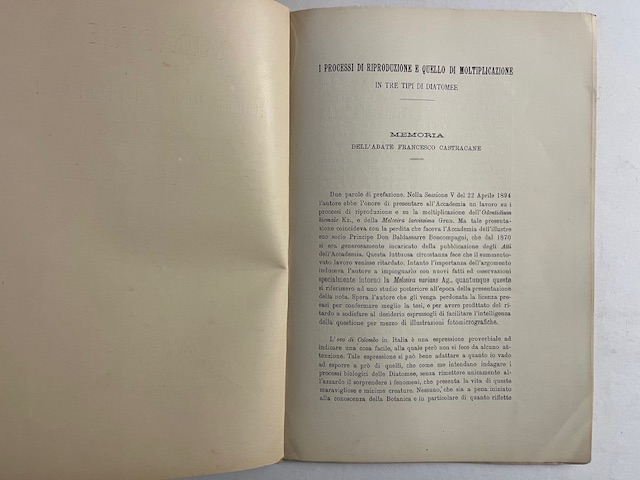 I PROCESSI DI RIPRODUZIONE E QUELLO DI MOLTIPLICAZIONE
IN TRE TIPI DI DIATOMEE
MEMORIA
DELL'ABATE FRANCESCO CASTRACANE
Due parole di prefazione. Nella Sessione V del 22 Aprile 1894
l'autore ebbe l'onore di presentare all'Accademia un lavoro su i
processi di riproduzione e su la moltiplicazione dell'Odontidium
hiemale Kz., e della Melosira Grun. Ma tale presenta-
zione coincideva con la perdita che faceva l'Accademia dell'illustre
suo socio Principe Don Baldassarre Boncompagni, che dal 1870
si era generosamente incaricato della pubblicazione degli Atti
dell'Accademia. Questa luttuosa circostanza fece che il summento-
vato lavoro venisse ritardato. Intanto l'importanza dell'argomento
induceva l'autore a impinguarlo con nuovi fatti ed osservazioni
specialmente intorno la Melosira varians Ag., quantunque queste
si riferissero ad uno studio posteriore all'epoca della presentazione
della nota. Spera l'autore che gli venga perdonata la licenza pre-
sasi per confermare meglio la tesi, e per avere profittato del ri-
tardo a sodisfare al desiderio espressogli di facilitare l'intelligenza
della questione per mezzo di illustrazioni fotomicrografiche.
L'ovo di Colombo in Italia è una espressione proverbiale ad
indicare una cosa facile, alla quale però non si fece da alcuno at-
tenzione. Tale espressione si può bene adattare a quanto io vado
ad esporre a prò di quelli, che come me intendono indagare i
processi biologici delle Diatomee, senza rimettere unicamente al-
l'azzardo il sorprendere i fenomeni, che presenta la vita di queste
maravigliose e minime creature. Nessuno, che sia a pena iniziato
alla conoscenza della Botanica e in particolare di quanto riflette